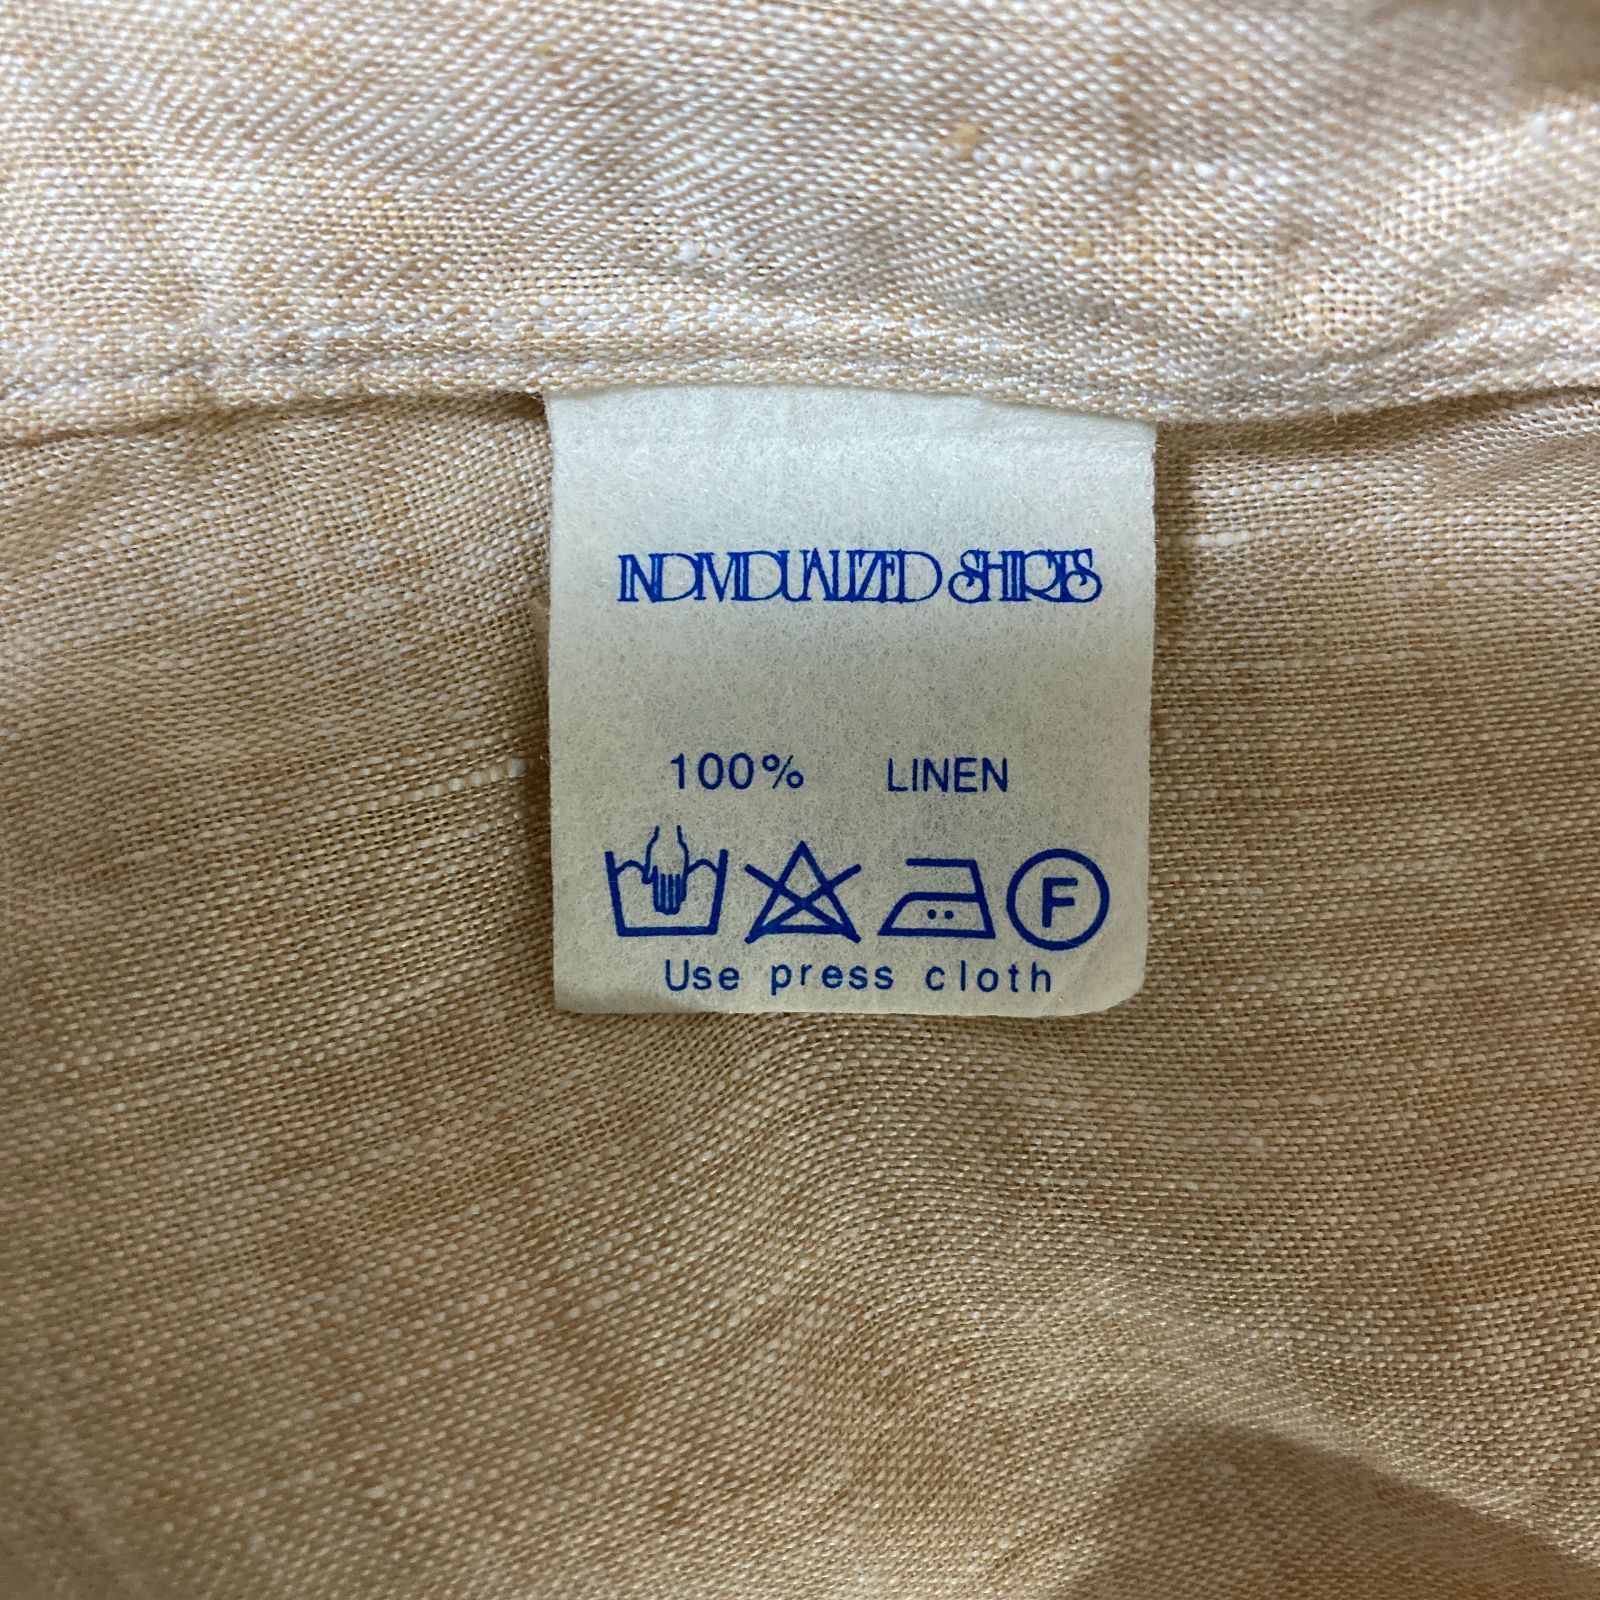 INDIVIDUALIZED SHIRTS
100% LINEN
F
Use press cloth